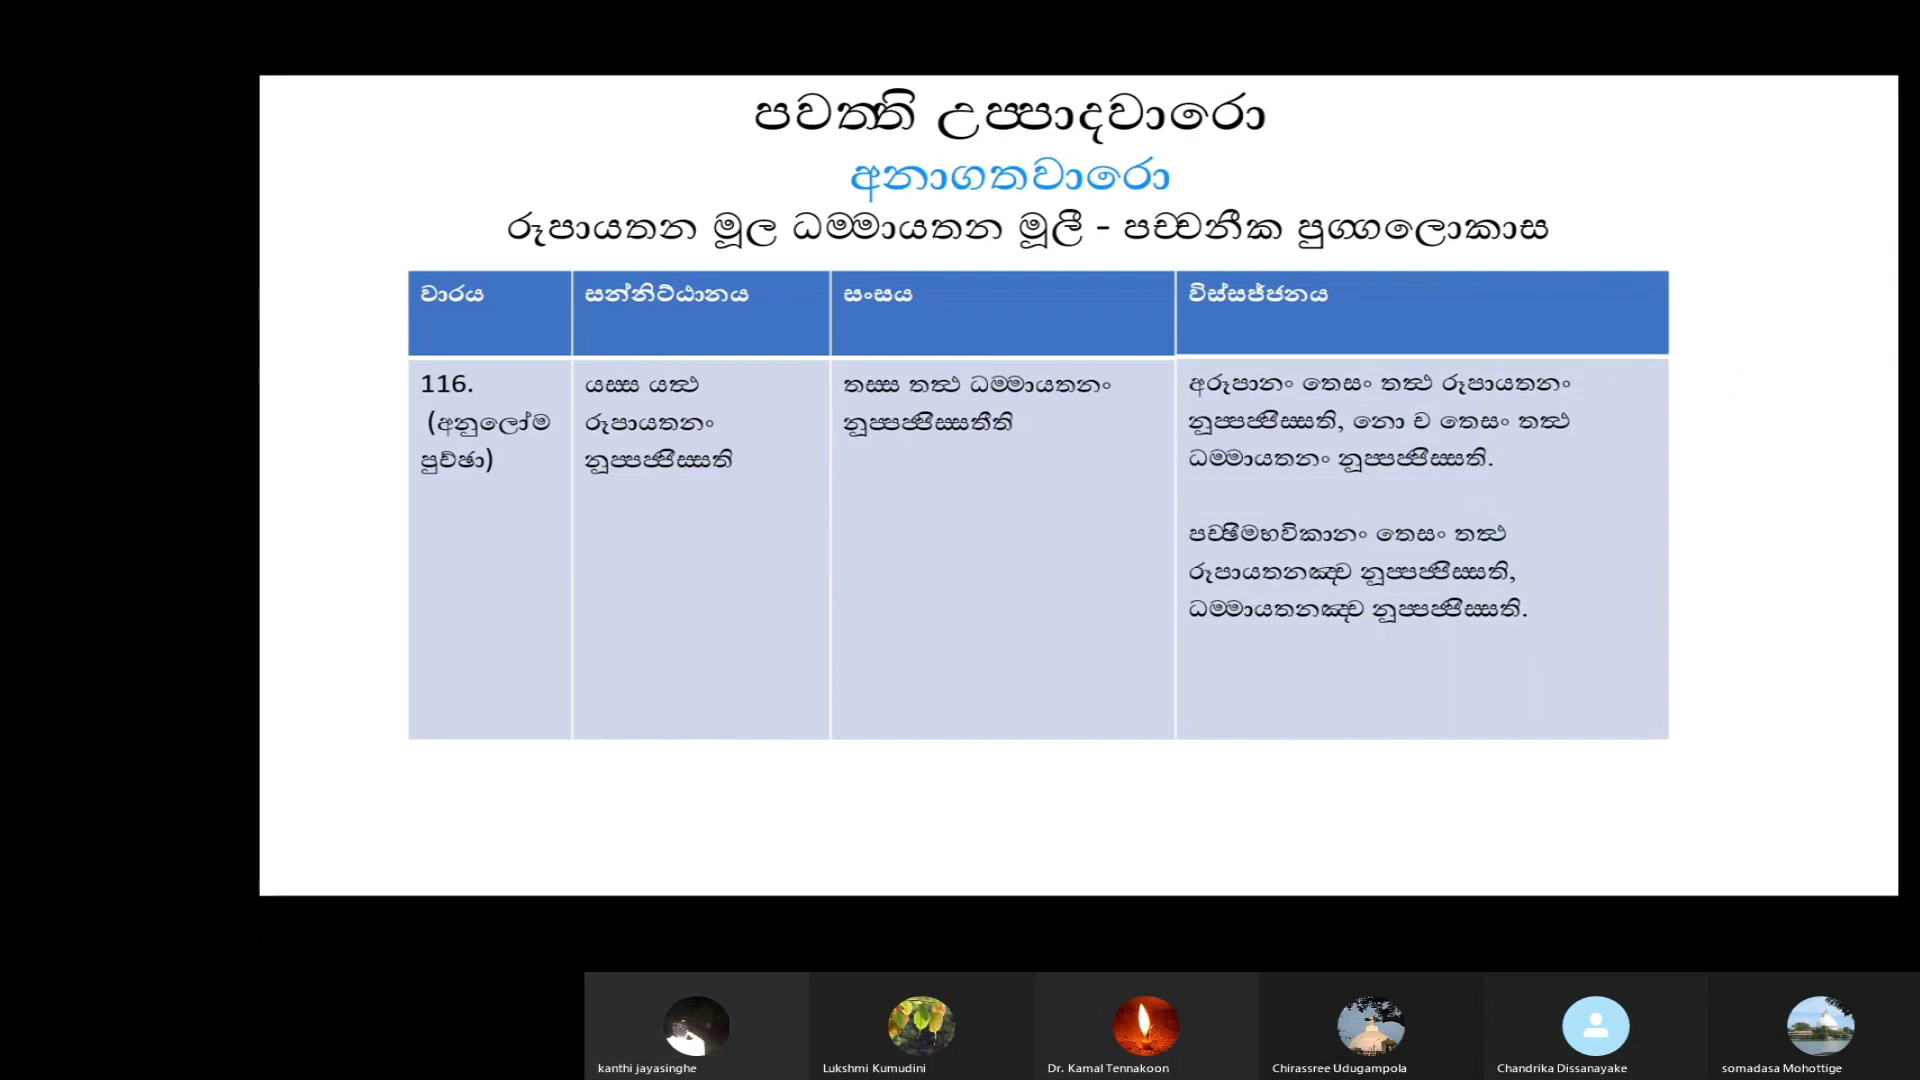 පවත්ති උප්පාදවාරො
අනාගතවාරො
රූපායතන මූල ධම්මායතන මූලී - පච්චනීක පුග්ගලොකාස
වාරය
සන්නිට්ඨානය
සංසය
විස්සජ්ජනය
116.
(අනුලෝම
පුච්ඡා)
යස්ස යත්ථ
රූපායතනං
නූප්පජ්ජිස්සති
තස්ස තත්ථ ධම්මායතනං
නූප්පජ්ජිස්සතීති
අරූපානං තෙසං තත්ථ රූපායතනං
නූප්පජ්ජිස්සති, නො ච තෙසං තත්ථ
ධම්මායතනං නූප්පජ්ජිස්සති.
පච්ඡිමභවිකානං තෙසං තත්ථ
රූපායතනඤ්ච නූප්පජ්ජිස්සති,
ධම්මායතනඤ්ච නූප්පජ්ජිස්සති.
kanthi jayasinghe
Lukshmi Kumudini
Dr. Kamal Tennakoon
Chirassree Udugampola
Chandrika Dissanayake
somadasa Mohottige